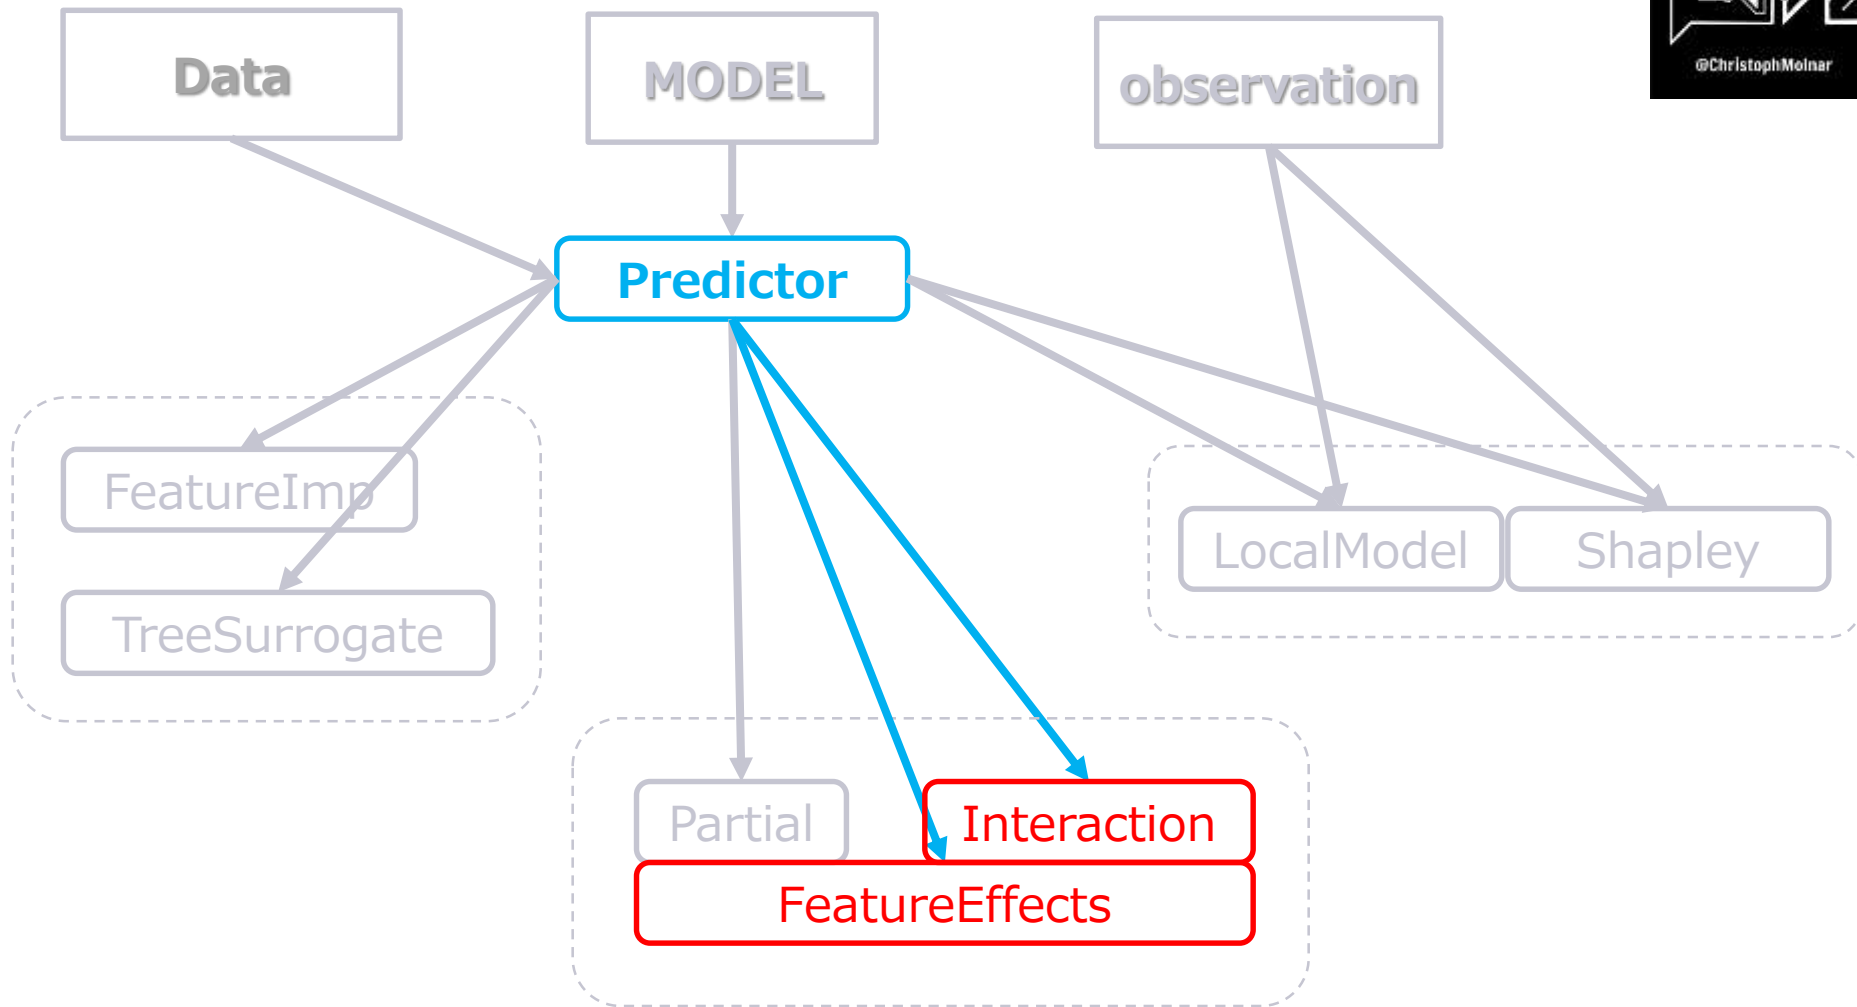 Data
MODEL
observation
@ChristophMolnar
Predictor
FeatureImp
TreeSurrogate
LocalModel
Shapley
Partial
Interaction
FeatureEffects